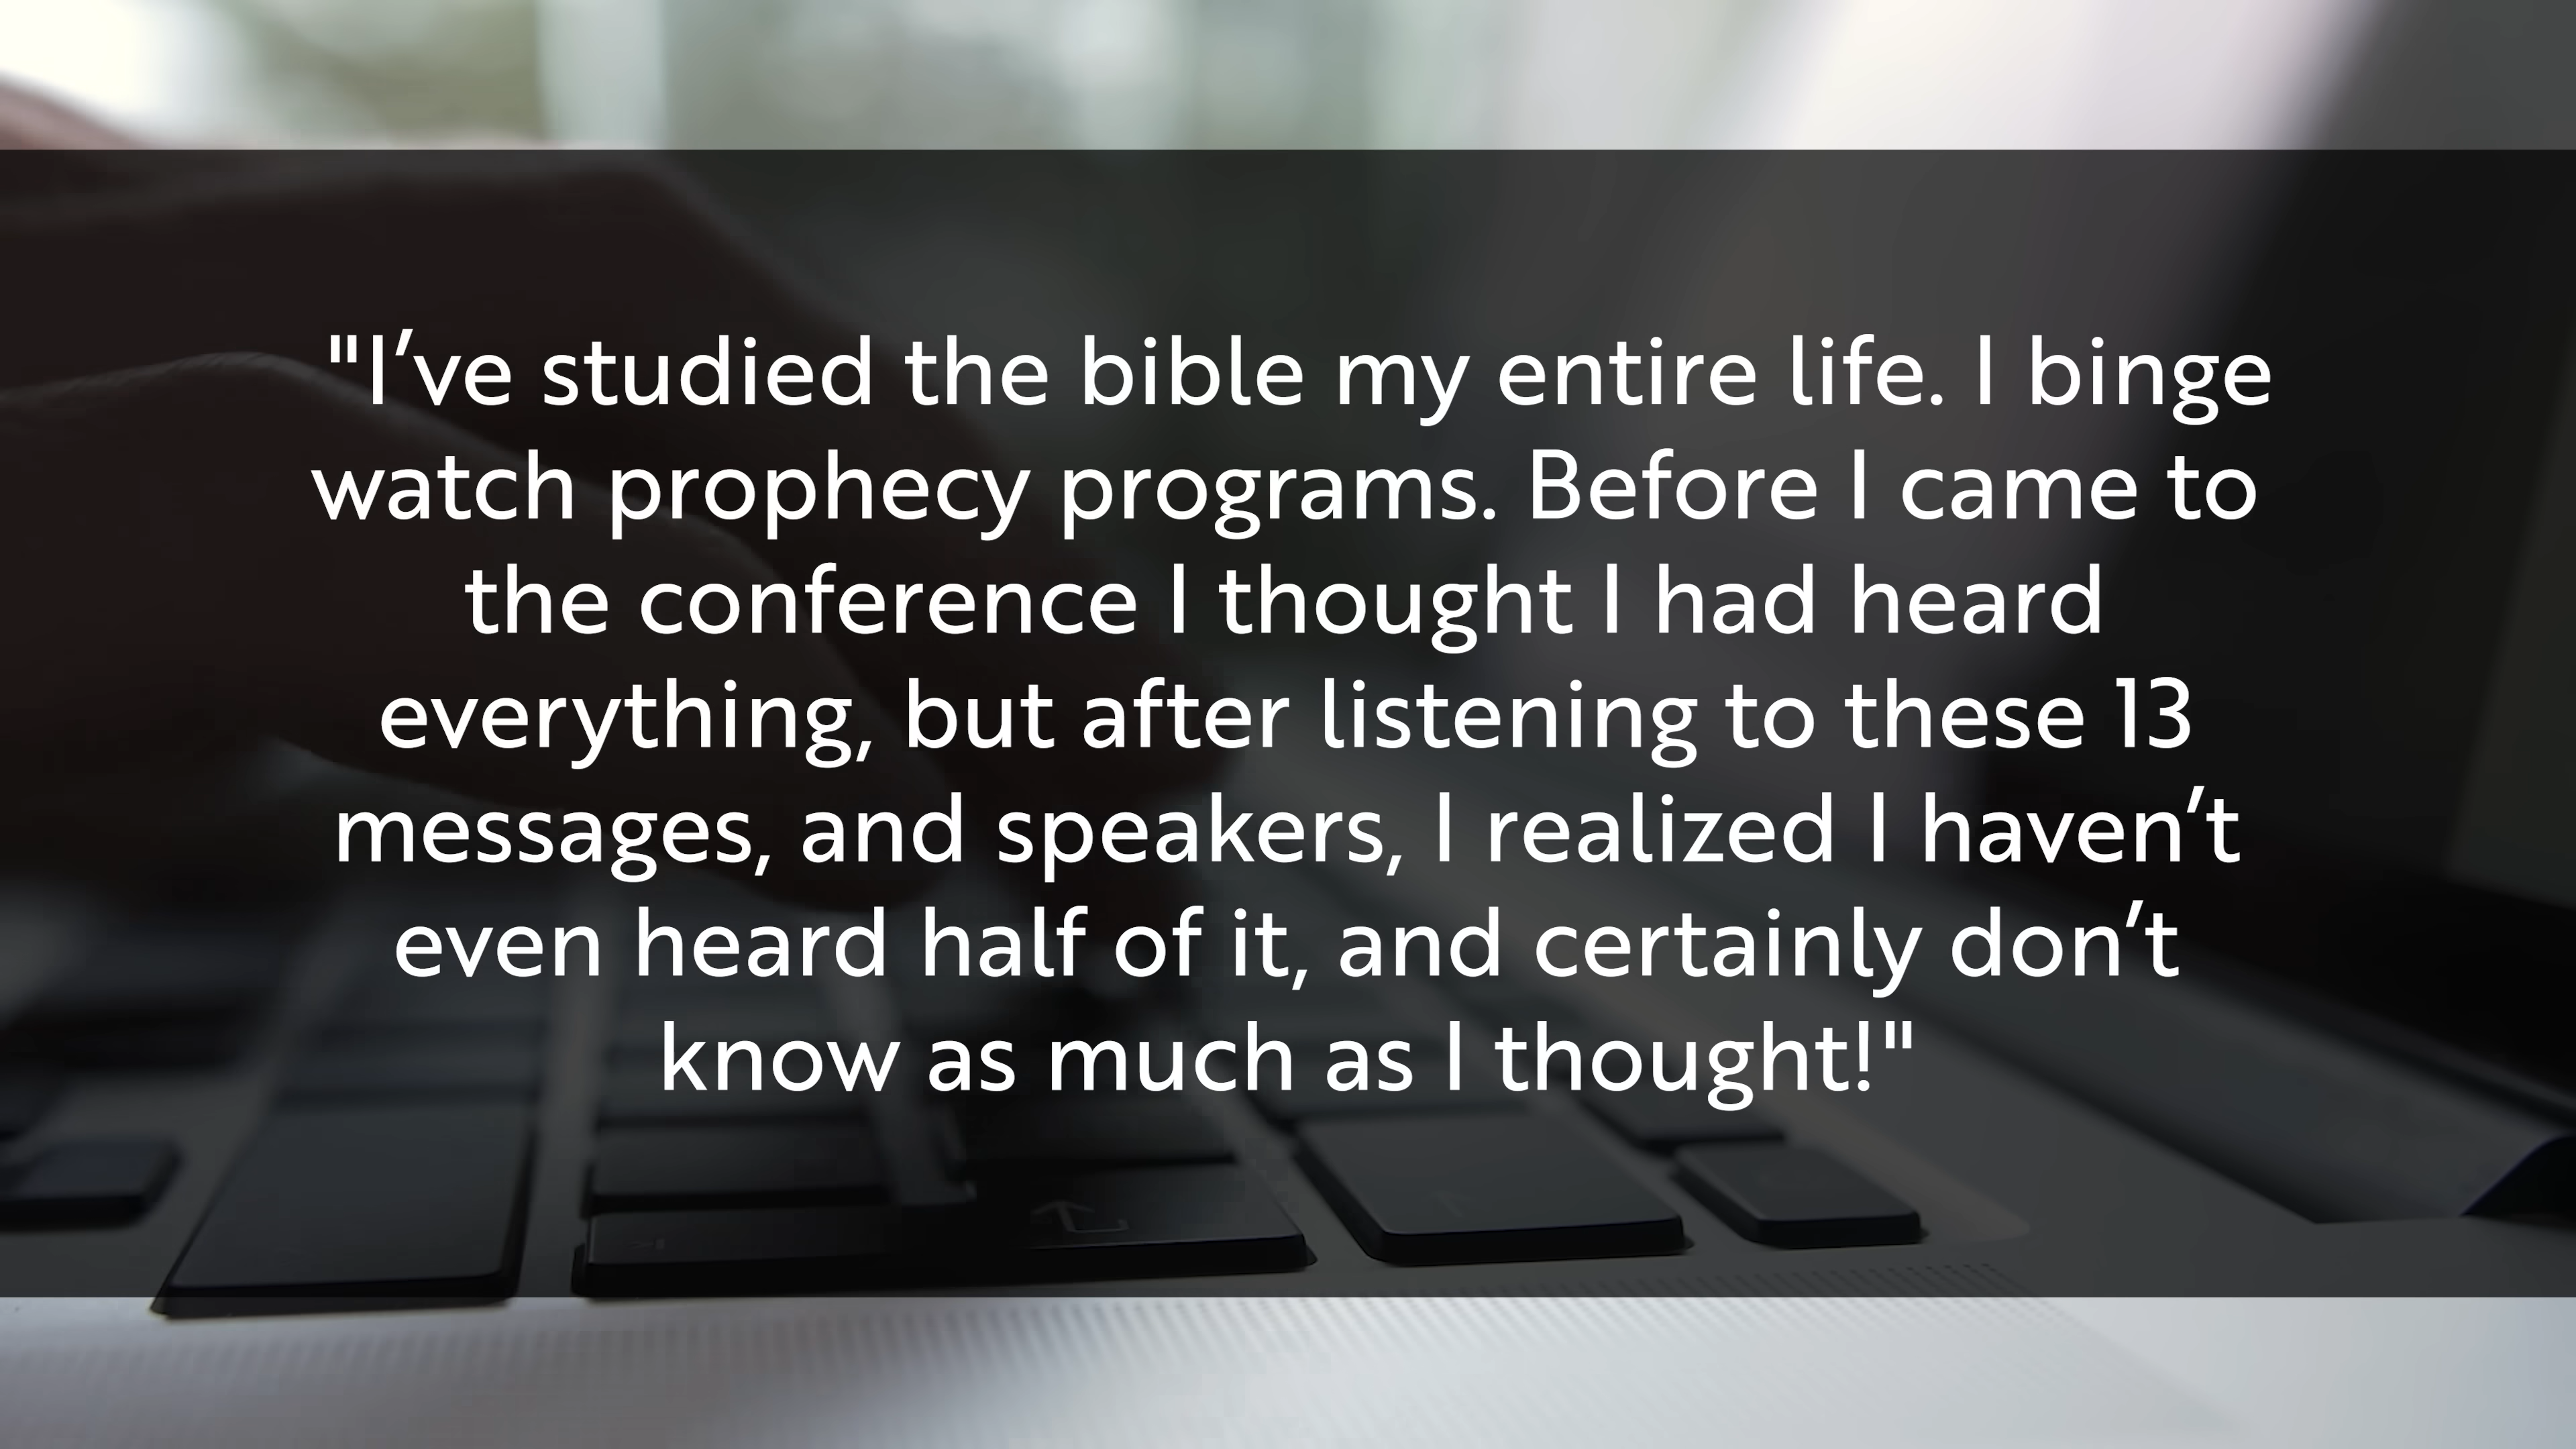 "I’ve studied the bible my entire life. I binge
watch prophecy programs. Before I came to
the conference I thought I had heard
everything, but after listening to these 13
messages, and speakers, I realized I haven’t
even heard half of it, and certainly don’t
know as much as I thought!"